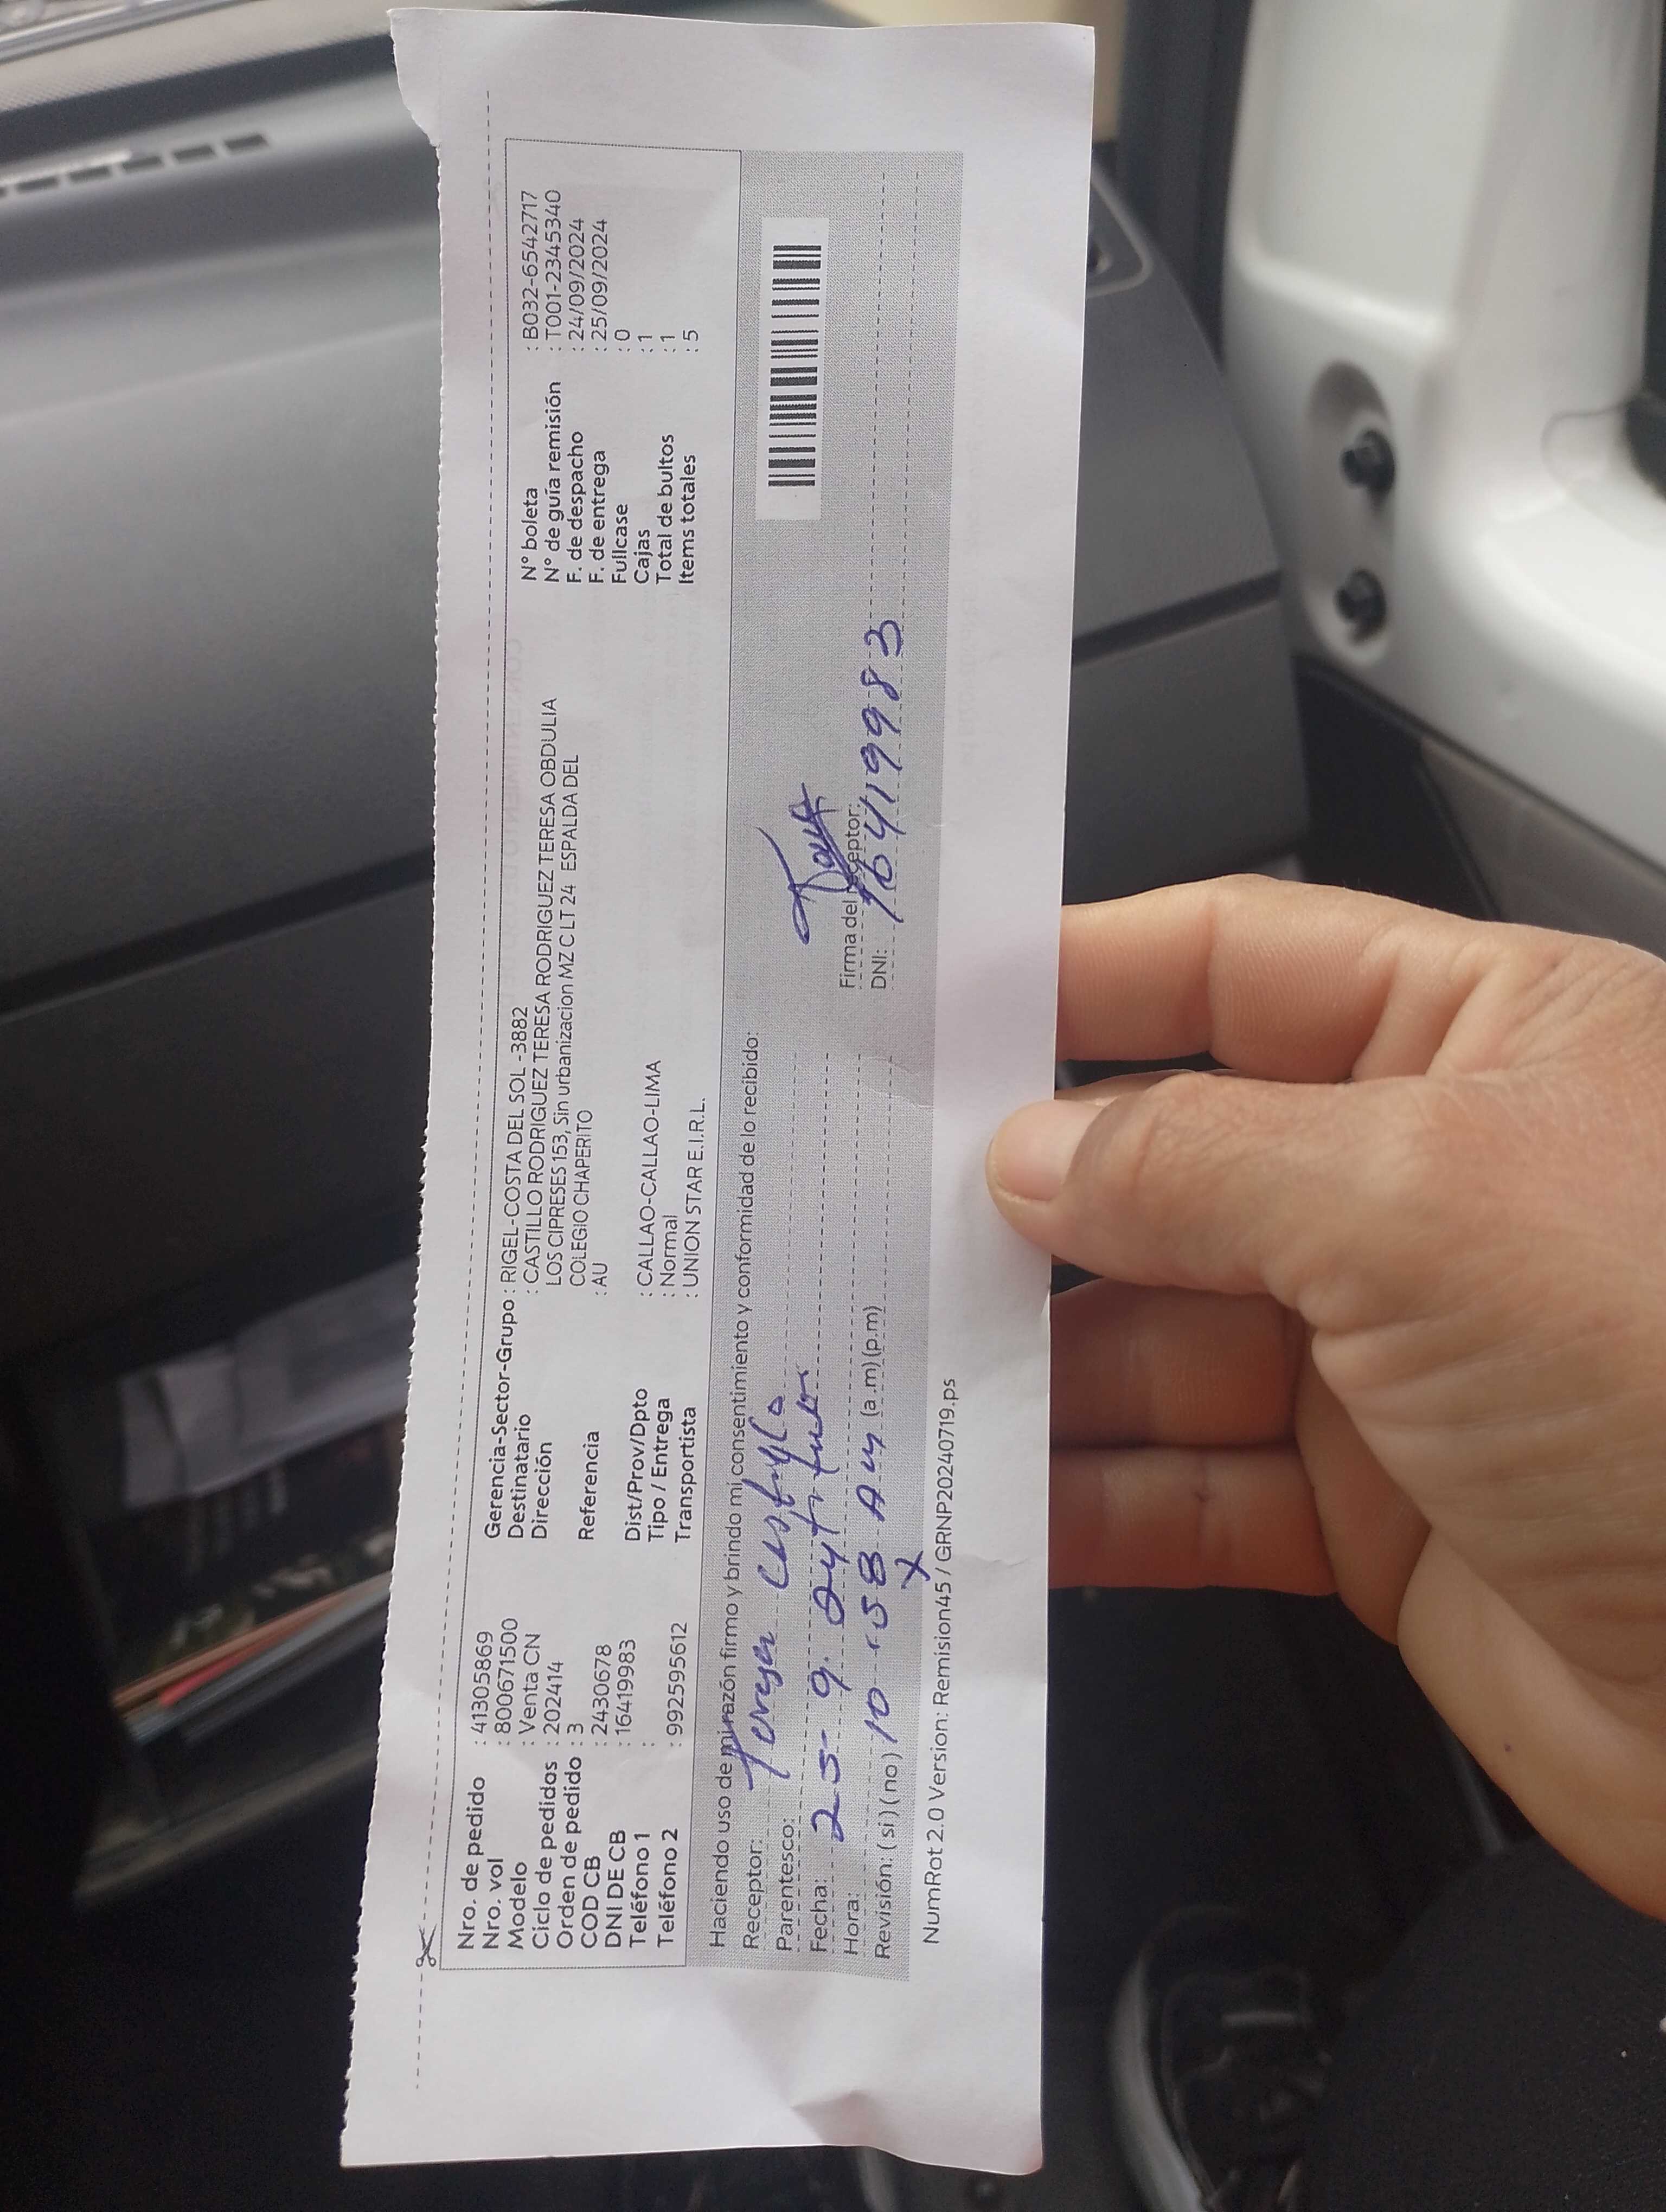 Nro. de pedido : 41305869
Nro. vol : 800671500
Modelo : Venta CN
Ciclo de pedidos : 202414
Orden de pedido : 3
COD CB : 2430678
DNI DE CB : 16419983
Teléfono 1 :
Teléfono 2 : 992595612
Gerencia-Sector-Grupo : RIGEL-COSTA DEL SOL -3882
Destinatario : CASTILLO RODRIGUEZ TERESA RODRIGUEZ TERESA OBDULIA
Dirección LOS CIPRESES 153, Sin urbanizacion MZ C LT 24 ESPALDA DEL
COLEGIO CHAPERITO
Referencia : AU
Dist/Prov/Dpto : CALLAO-CALLAO-LIMA
Tipo / Entrega : Normal
Transportista : UNION STAR E.I.R.L.
N° boleta : B032-6542717
N° de guía remisión : T001-2345340
F. de despacho : 24/09/2024
F. de entrega : 25/09/2024
Fullcase : 0
Cajas : 1
Total de bultos : 1
Items totales : 5
Haciendo uso de mi razón firmo y brindo mi consentimiento y conformidad de lo recibido:
Receptor: Teresa Castillo
Parentesco:
Fecha: 25- 9. 24
Hora: 10:58 Am (a.m) (p.m)
Revisión: ( si ) ( no ) X
Firma del receptor:
DNI: 16419983
NumRot 2.0 Version: Remision45 / GRNP20240719.ps